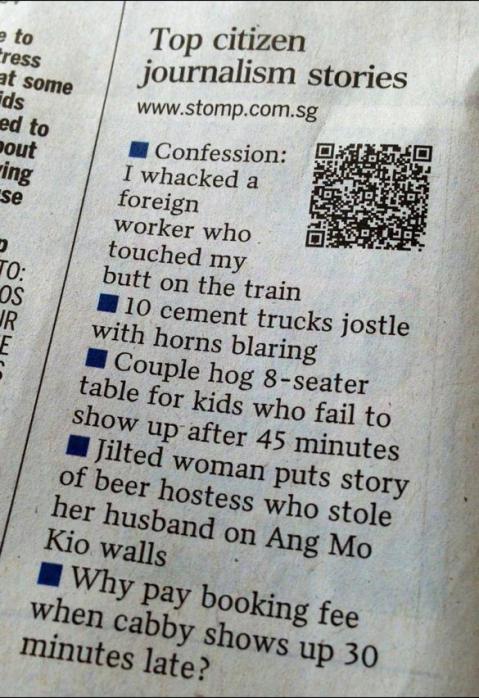 e to
ress
at some
ids
ed to
out
ing
se
TO:
OS
UR
E
S
Top citizen
journalism stories
www.stomp.com.sg
■ Confession:
I whacked a
foreign
worker who
touched my
butt on the train
■ 10 cement trucks jostle
with horns blaring
■ Couple hog 8-seater
table for kids who fail to
show up after 45 minutes
■ Jilted woman puts story
of beer hostess who stole
her husband on Ang Mo
Kio walls
■ Why pay booking fee
when cabby shows up 30
minutes late?